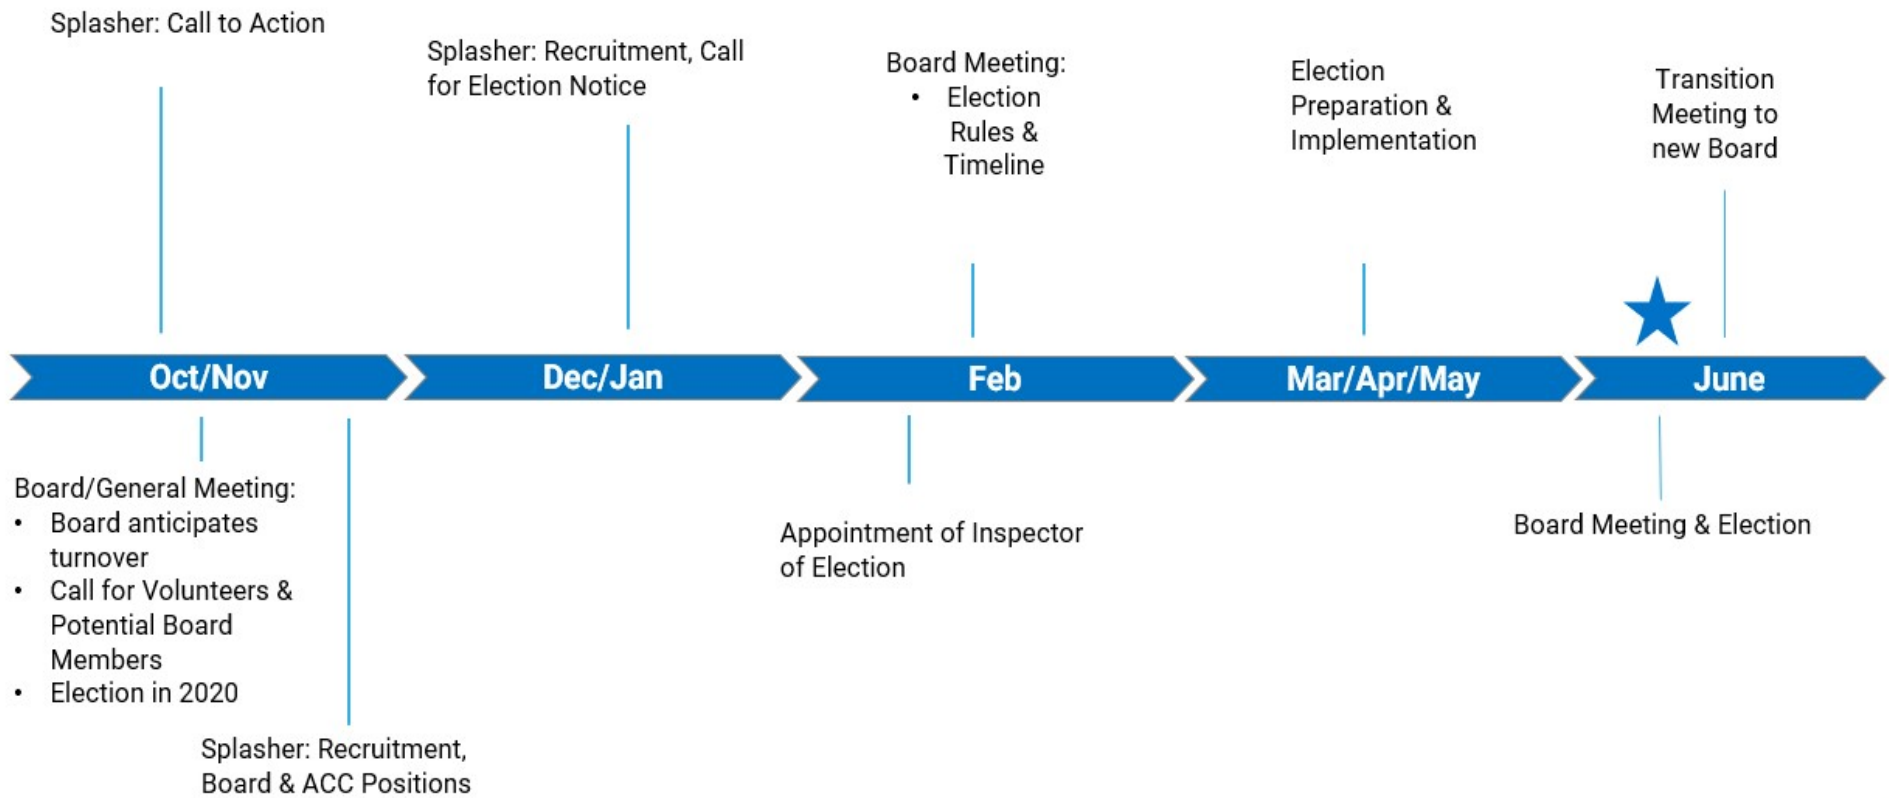 Splasher: Call to Action
Splasher: Recruitment, Call
for Election Notice
Board Meeting:
• Election
Rules &
Timeline
Election
Preparation &
Implementation
Transition
Meeting to
new Board
Oct/Nov
Dec/Jan
Feb
Mar/Apr/May
June
Board/General Meeting:
• Board anticipates
turnover
• Call for Volunteers &
Potential Board
Members
• Election in 2020
Splasher: Recruitment,
Board & ACC Positions
Appointment of Inspector
of Election
Board Meeting & Election